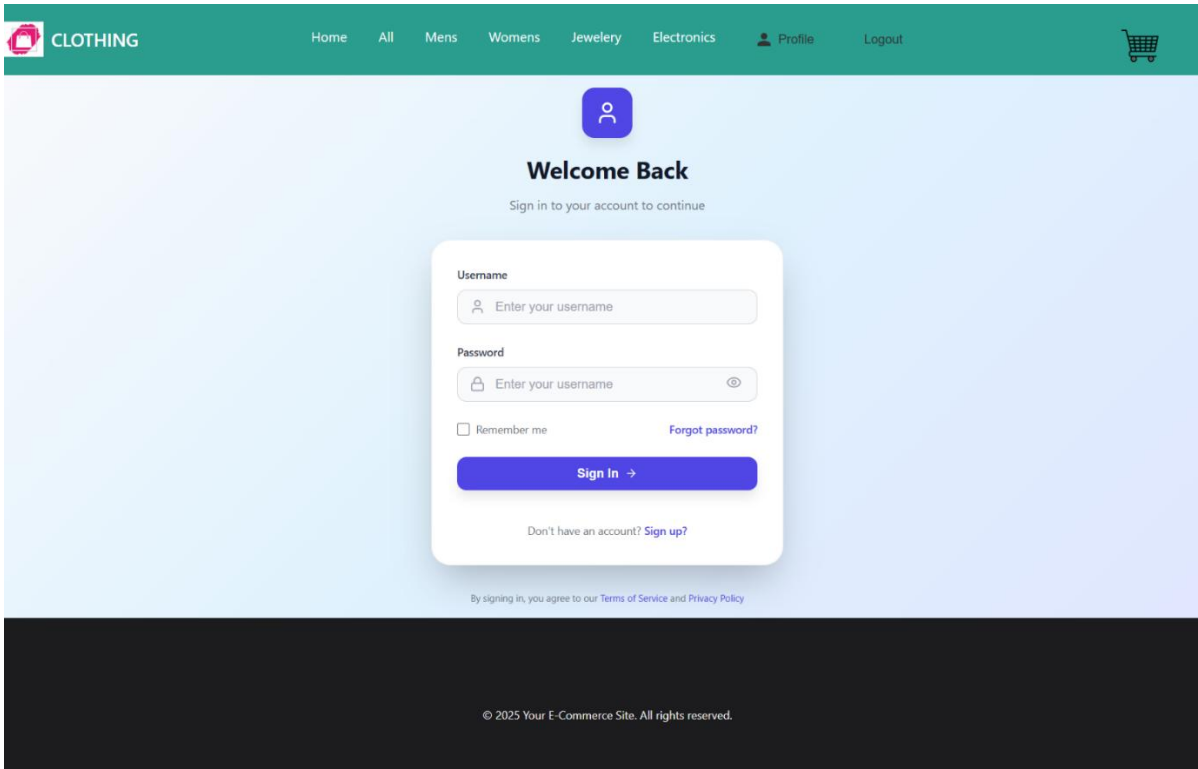 CLOTHING Home All Mens Womens Jewelery Electronics Profile Logout
Welcome Back
Sign in to your account to continue
Username
Enter your username
Password
Enter your username
Remember me Forgot password?
Sign In →
Don't have an account? Sign up?
By signing in, you agree to our Terms of Service and Privacy Policy
© 2025 Your E-Commerce Site. All rights reserved.